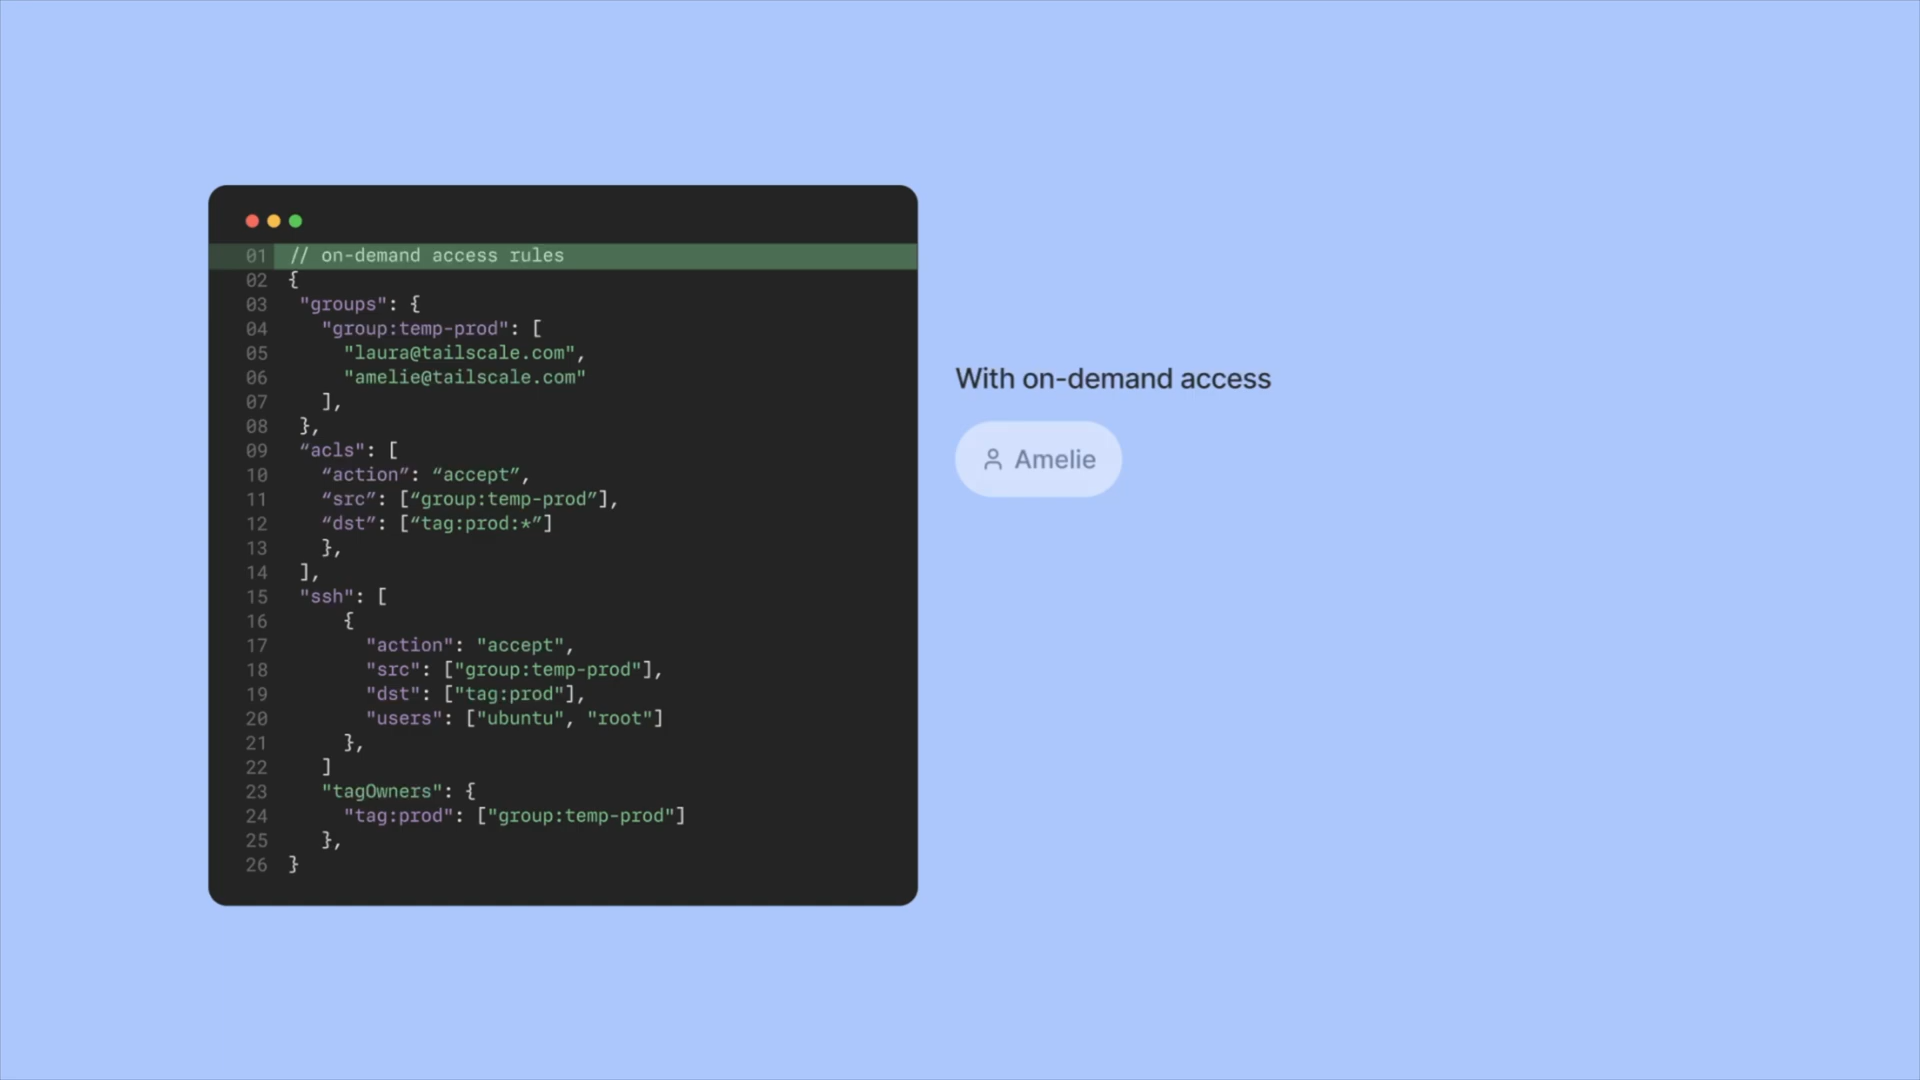 01 // on-demand access rules
02 {
03 "groups": {
04 "group:temp-prod": [
05 "laura@tailscale.com",
06 "amelie@tailscale.com"
07 ],
08 },
09 “acls": [
10 “action”: “accept”,
11 “src”: [“group:temp-prod”],
12 “dst”: [“tag:prod:*”]
13 },
14 ],
15 "ssh": [
16 {
17 "action": "accept",
18 "src": ["group:temp-prod"],
19 "dst": ["tag:prod"],
20 "users": ["ubuntu", "root"]
21 },
22 ]
23 "tagOwners": {
24 "tag:prod": ["group:temp-prod"]
25 },
26 }
With on-demand access
Amelie